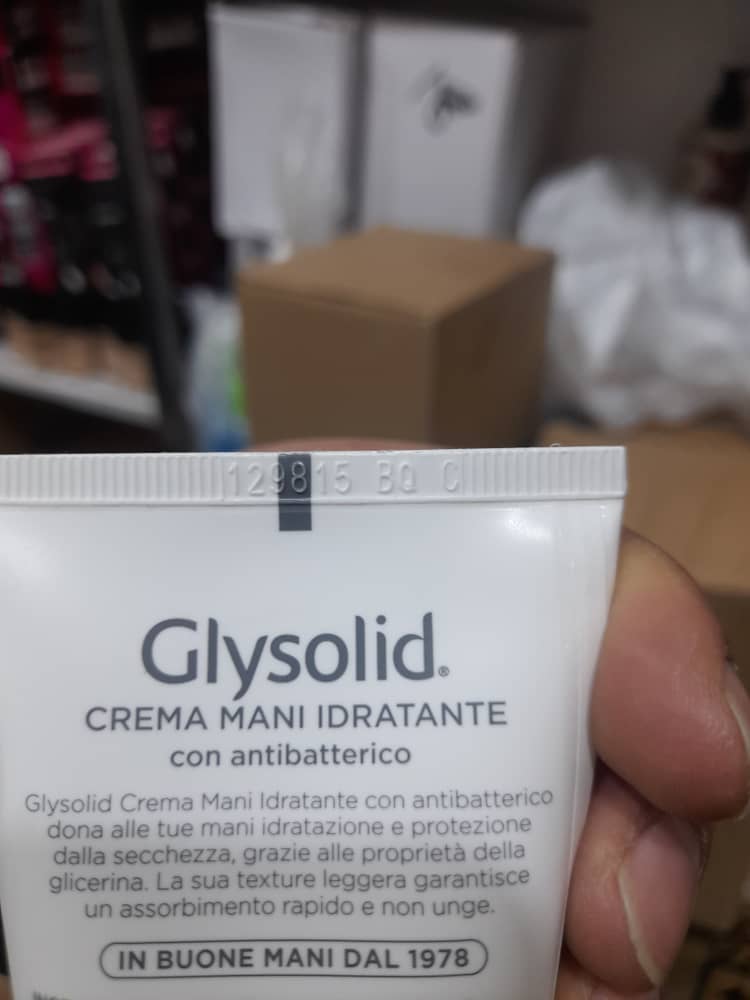 129815 BQ C
Glysolid®
CREMA MANI IDRATANTE
con antibatterico
Glysolid Crema Mani Idratante con antibatterico
dona alle tue mani idratazione e protezione
dalla secchezza, grazie alle proprietà della
glicerina. La sua texture leggera garantisce
un assorbimento rapido e non unge.
IN BUONE MANI DAL 1978